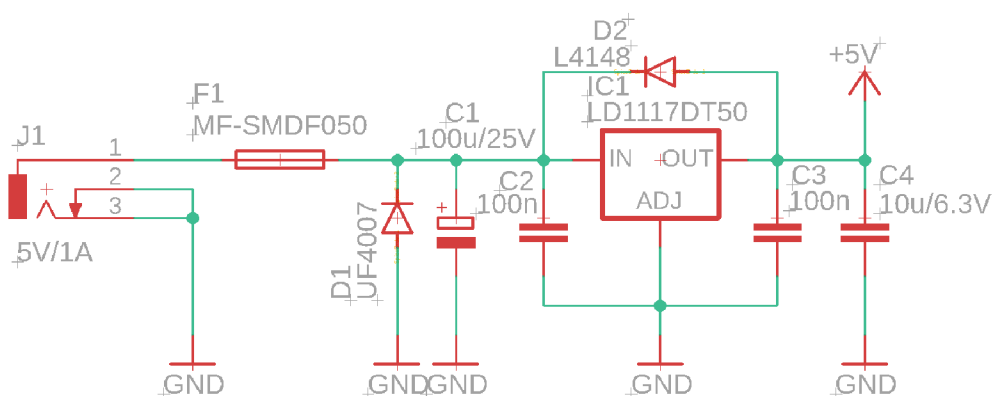 D2
L4148
+5V
F1
IC1
MF-SMDF050
C1
LD1117DT50
J1
100u/25V
1
IN
OUT
2
C2
C3
C4
3
100n
ADJ
100n
10u/6.3V
5V/1A
D1
UF4007
GND
GND
GND
GND
GND